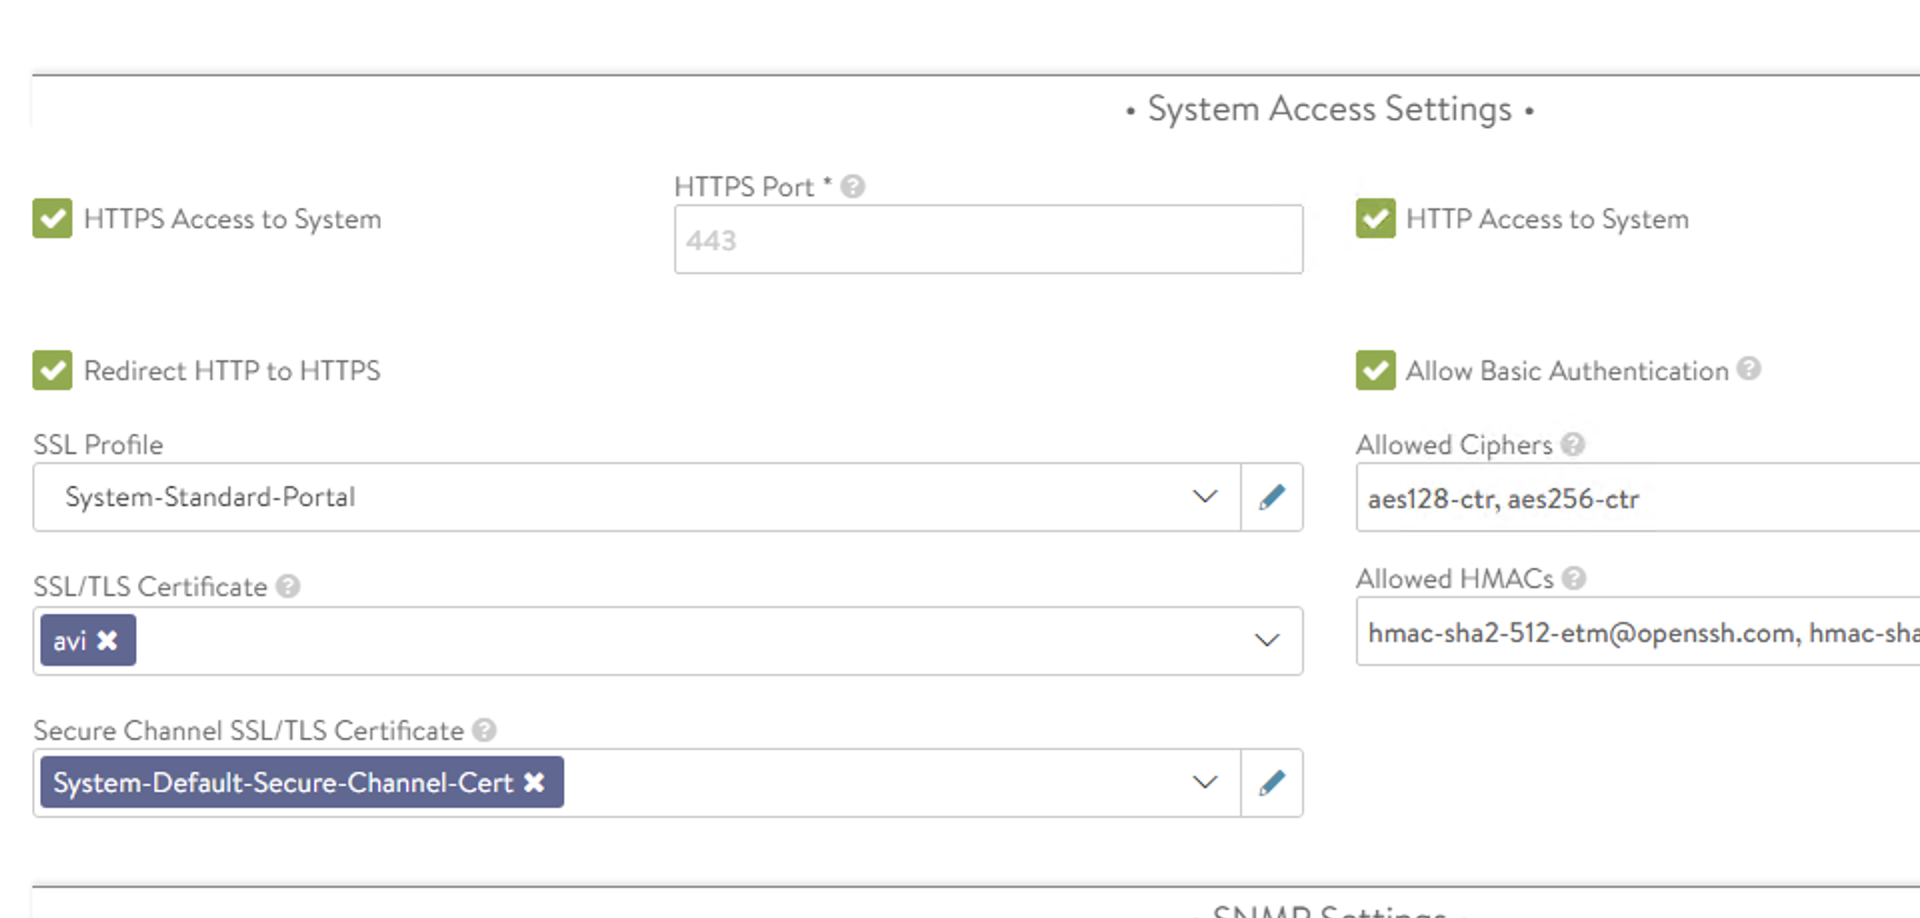 • System Access Settings •
HTTPS Access to System
HTTPS Port * ?
443
HTTP Access to System
Redirect HTTP to HTTPS
Allow Basic Authentication ?
SSL Profile
System-Standard-Portal
Allowed Ciphers ?
aes128-ctr, aes256-ctr
SSL/TLS Certificate ?
avi ✖
Allowed HMACs ?
hmac-sha2-512-etm@openssh.com, hmac-sha
Secure Channel SSL/TLS Certificate ?
System-Default-Secure-Channel-Cert ✖
• SNMP Settings •